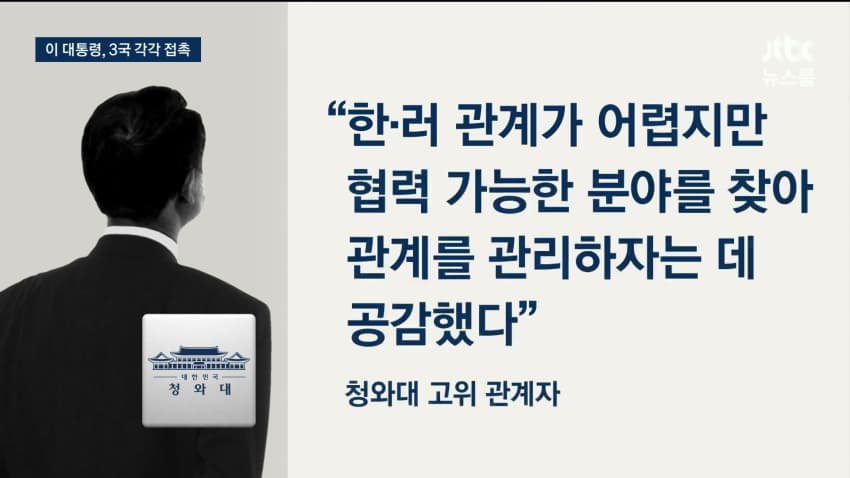 이 대통령, 3국 각각 접촉
jtbc
뉴스룸
“한·러 관계가 어렵지만
협력 가능한 분야를 찾아
관계를 관리하자는 데
공감했다”
청와대 고위 관계자
대한민국
청와대